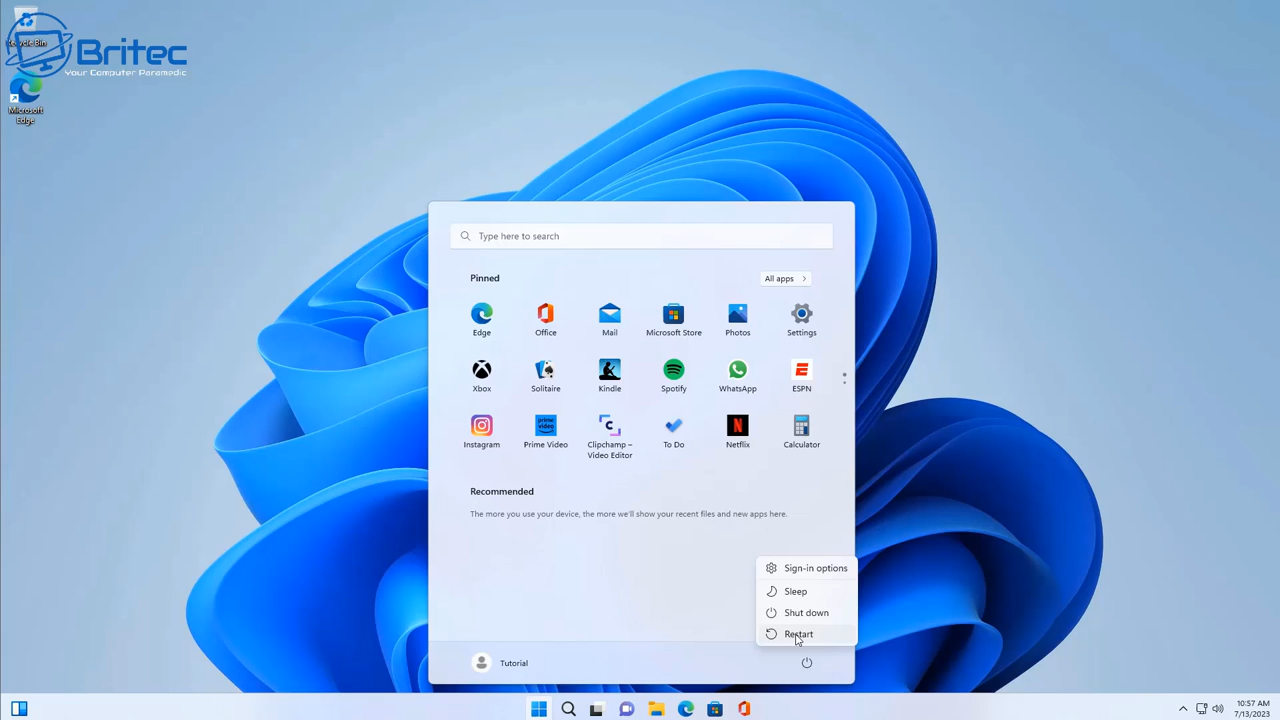 Recycle Bin
Britec
Your Computer Paramedic
Microsoft
Edge
Type here to search
Pinned
All apps
Edge
Office
Mail
Microsoft Store
Photos
Settings
Xbox
Solitaire
Kindle
Spotify
WhatsApp
ESPN
Instagram
prime video
Prime Video
Clipchamp –
Video Editor
To Do
Netflix
Calculator
Recommended
The more you use your device, the more we'll show your recent files and new apps here.
Sign-in options
Sleep
Shut down
Restart
Tutorial
10:57 AM
7/13/2023